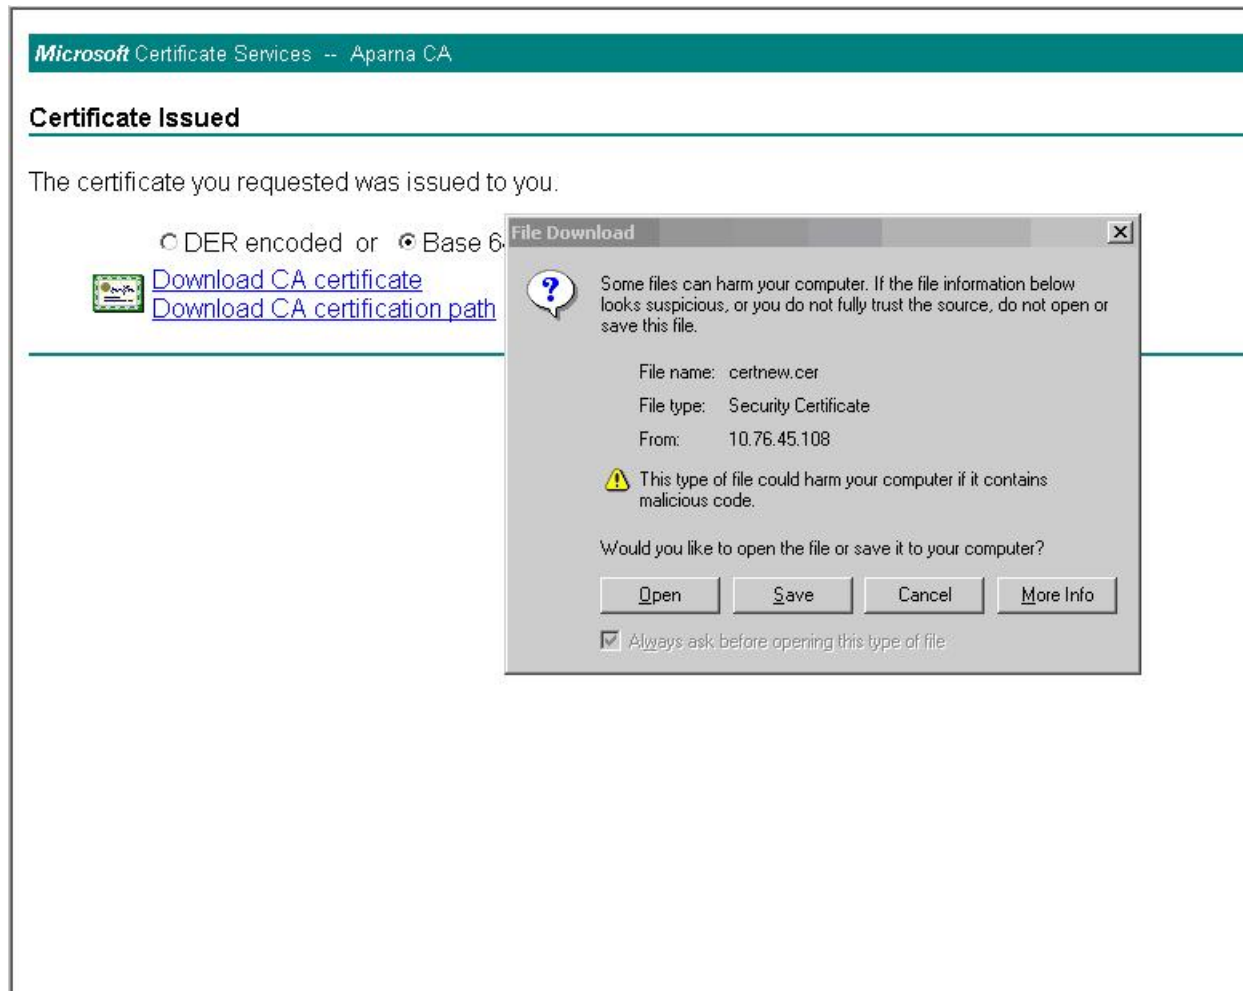 Microsoft Certificate Services -- Aparna CA
Certificate Issued
The certificate you requested was issued to you.
DER encoded or Base 6
Download CA certificate
Download CA certification path
File Download
Some files can harm your computer. If the file information below
looks suspicious, or you do not fully trust the source, do not open or
save this file.
File name: certnew.cer
File type: Security Certificate
From: 10.76.45.108
This type of file could harm your computer if it contains
malicious code.
Would you like to open the file or save it to your computer?
Open Save Cancel More Info
Always ask before opening this type of file